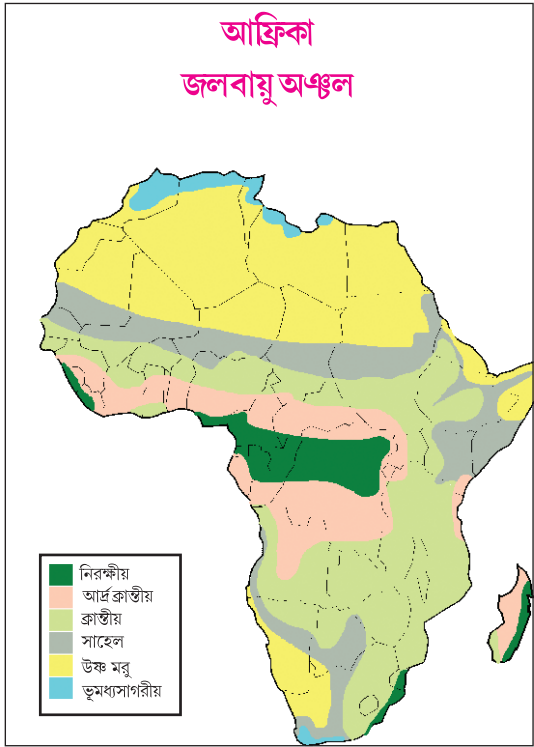 আফ্রিকা
জলবায়ু অঞ্চল
নিরক্ষীয়
আর্দ্র ক্রান্তীয়
ক্রান্তীয়
সাহেল
উষ্ণ মরু
ভূমধ্যসাগরীয়